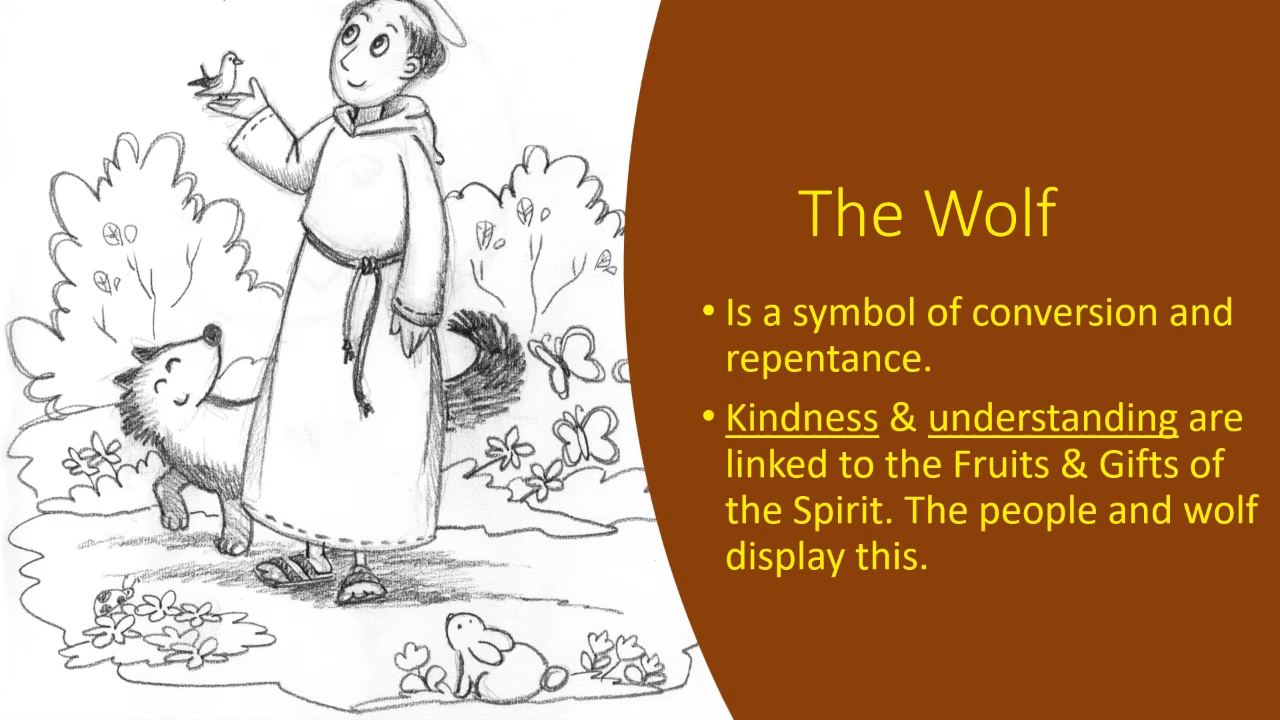 The Wolf
• Is a symbol of conversion and
repentance.
• Kindness & understanding are
linked to the Fruits & Gifts of
the Spirit. The people and wolf
display this.